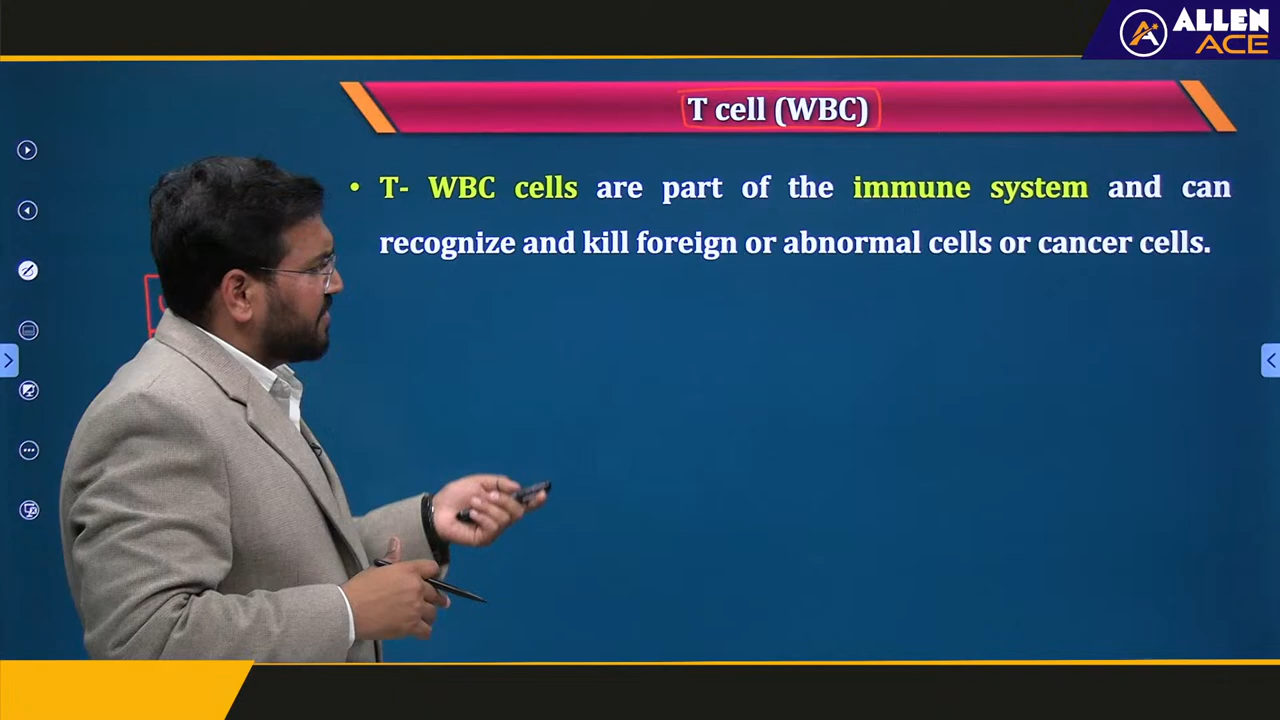 ALLEN
ACE
T cell (WBC)
• T- WBC cells are part of the immune system and can
recognize and kill foreign or abnormal cells or cancer cells.